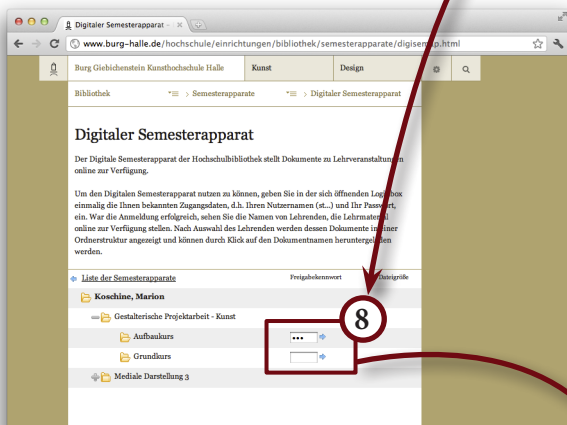 Digitaler Semesterapparat -
www.burg-halle.de/hochschule/einrichtungen/bibliothek/semesterapparate/digisem html
Burg Giebichenstein Kunsthochschule Halle Kunst Design
Bibliothek > Semesterapparate > Digitaler Semesterapparat
Digitaler Semesterapparat
Der Digitale Semesterapparat der Hochschulbibliothek stellt Dokumente zu Lehrveranstaltungen
online zur Verfügung.
Um den Digitalen Semesterapparat nutzen zu können, geben Sie in der sich öffnenden Loginbox
einmalig die Ihnen bekannten Zugangsdaten, d.h. Ihren Nutzernamen (st...) und Ihr Passwort,
ein. War die Anmeldung erfolgreich, sehen Sie die Namen von Lehrenden, die Lehrmaterial
online zur Verfügung stellen. Nach Auswahl des Lehrenden werden dessen Dokumente in einer
Ordnerstruktur angezeigt und können durch Klick auf den Dokumentnamen heruntergeladen
werden.
Liste der Semesterapparate Freigabekennwort Dateigröße
Koschine, Marion
Gestalterische Projektarbeit - Kunst
8
Aufbaukurs •••
Grundkurs
Mediale Darstellung 3